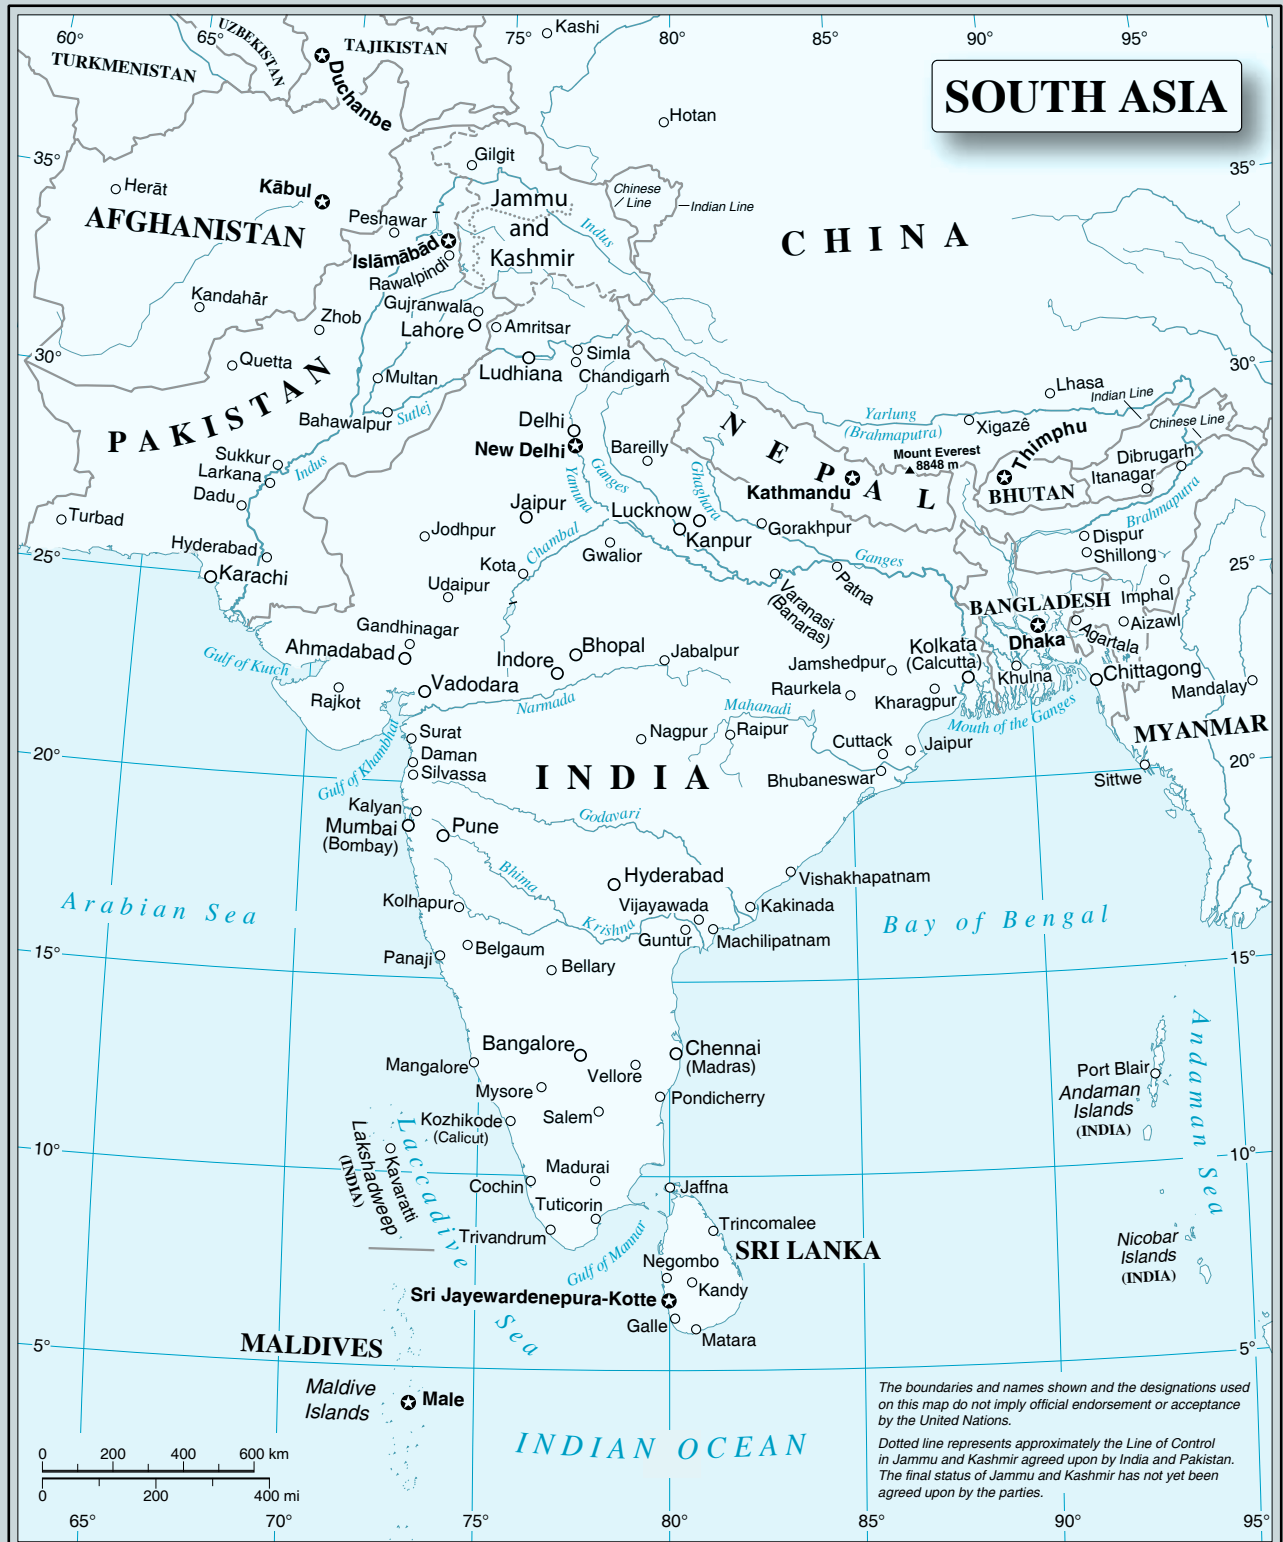 60°
65°
75°
80°
85°
90°
95°
SOUTH ASIA
TURKMENISTAN
UZBEKISTAN
TAJIKISTAN
Duchanbe
Kashi
Hotan
35°
35°
Gilgit
Herāt
Kābul
AFGHANISTAN
Peshawar
Islāmābād
Rawalpindi
Jammu
and
Kashmir
Indus
Chinese
Line
Indian Line
CHINA
Kandahār
Zhob
Gujranwala
Lahore
Amritsar
30°
30°
Quetta
Simla
Ludhiana
Chandigarh
Multan
Sutlej
Bahawalpur
PAKISTAN
Lhasa
Indian Line
Chinese Line
Yarlung
(Brahmaputra)
Xigazê
Delhi
New Delhi
Bareilly
NEPAL
Mount Everest
8848 m
Thimphu
Dibrugarh
Itanagar
BHUTAN
Kathmandu
Sukkur
Larkana
Indus
Dadu
Turbad
Yamuna
Ganges
Ghaghara
Brahmaputra
Jaipur
Lucknow
Kanpur
Gorakhpur
Jodhpur
Chambal
Gwalior
Ganges
Dispur
Shillong
25°
25°
Hyderabad
Karachi
Kota
Udaipur
Patna
Varanasi
(Banaras)
BANGLADESH
Imphal
Dhaka
Agartala
Aizawl
Gandhinagar
Ahmadabad
Gulf of Kutch
Bhopal
Indore
Jabalpur
Kolkata
(Calcutta)
Jamshedpur
Khulna
Chittagong
Mandalay
Rajkot
Vadodara
Narmada
Raurkela
Kharagpur
Mahanadi
Mouth of the Ganges
MYANMAR
Surat
Nagpur
Raipur
Cuttack
Jaipur
20°
20°
Daman
Silvassa
Gulf of Khambhat
INDIA
Bhubaneswar
Sittwe
Kalyan
Mumbai
(Bombay)
Pune
Godavari
Bhima
Hyderabad
Vishakhapatnam
Arabian Sea
Bay of Bengal
Kolhapur
Krishna
Vijayawada
Kakinada
Guntur
Machilipatnam
15°
15°
Belgaum
Panaji
Bellary
Bangalore
Chennai
(Madras)
Mangalore
Vellore
Mysore
Pondicherry
Port Blair
Andaman
Islands
(INDIA)
Andaman Sea
Salem
Kozhikode
(Calicut)
10°
10°
Kavaratti
Lakshadweep
(INDIA)
Laccadive
Sea
Madurai
Cochin
Jaffna
Tuticorin
Trivandrum
Trincomalee
Gulf of Mannar
SRI LANKA
Negombo
Kandy
Nicobar
Islands
(INDIA)
Sri Jayewardenepura-Kotte
Galle
Matara
5°
5°
MALDIVES
Maldive
Islands
Male
INDIAN OCEAN
The boundaries and names shown and the designations used
on this map do not imply official endorsement or acceptance
by the United Nations.
Dotted line represents approximately the Line of Control
in Jammu and Kashmir agreed upon by India and Pakistan.
The final status of Jammu and Kashmir has not yet been
agreed upon by the parties.
0 200 400 600 km
0 200 400 mi
65°
70°
75°
80°
85°
90°
95°